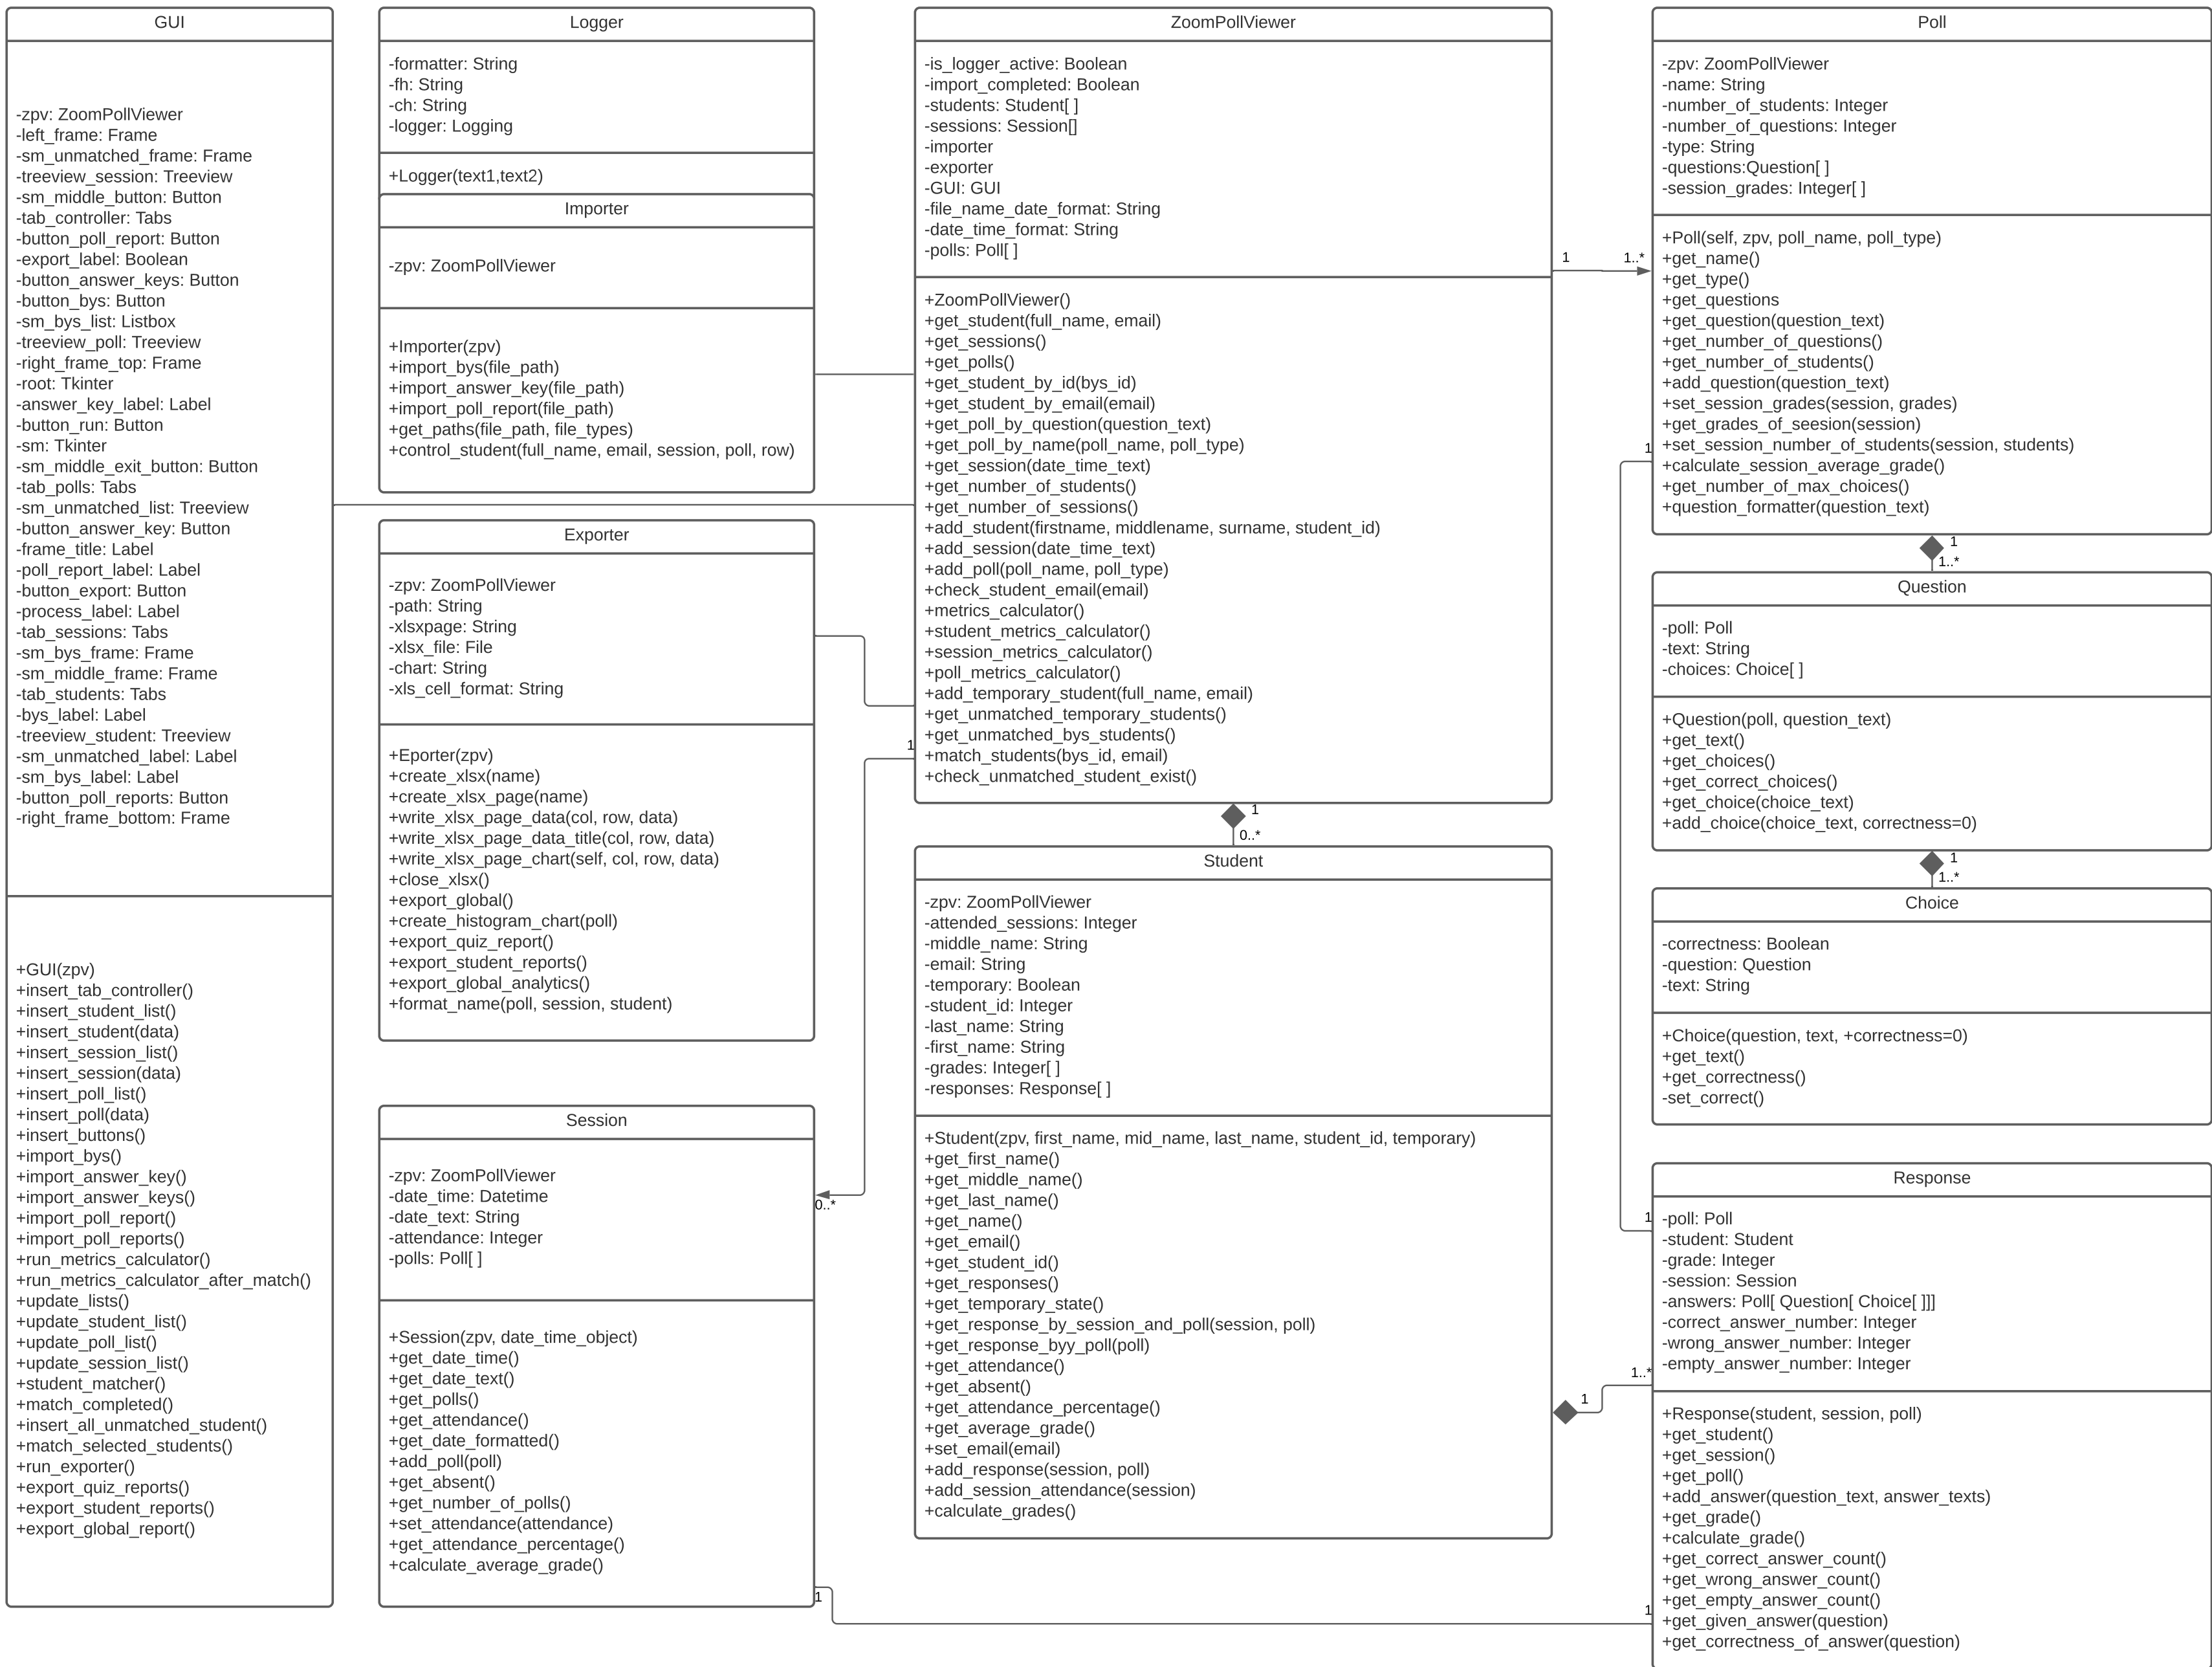 GUI
-zpv: ZoomPollViewer
-left_frame: Frame
-sm_unmatched_frame: Frame
-treeview_session: Treeview
-sm_middle_button: Button
-tab_controller: Tabs
-button_poll_report: Button
-export_label: Boolean
-button_answer_keys: Button
-button_bys: Button
-sm_bys_list: Listbox
-treeview_poll: Treeview
-right_frame_top: Frame
-root: Tkinter
-answer_key_label: Label
-button_run: Button
-sm: Tkinter
-sm_middle_exit_button: Button
-tab_polls: Tabs
-sm_unmatched_list: Treeview
-button_answer_key: Button
-frame_title: Label
-poll_report_label: Label
-button_export: Button
-process_label: Label
-tab_sessions: Tabs
-sm_bys_frame: Frame
-sm_middle_frame: Frame
-tab_students: Tabs
-bys_label: Label
-treeview_student: Treeview
-sm_unmatched_label: Label
-sm_bys_label: Label
-button_poll_reports: Button
-right_frame_bottom: Frame
+GUI(zpv)
+insert_tab_controller()
+insert_student_list()
+insert_student(data)
+insert_session_list()
+insert_session(data)
+insert_poll_list()
+insert_poll(data)
+insert_buttons()
+import_bys()
+import_answer_key()
+import_answer_keys()
+import_poll_report()
+import_poll_reports()
+run_metrics_calculator()
+run_metrics_calculator_after_match()
+update_lists()
+update_student_list()
+update_poll_list()
+update_session_list()
+student_matcher()
+match_completed()
+insert_all_unmatched_student()
+match_selected_students()
+run_exporter()
+export_quiz_reports()
+export_student_reports()
+export_global_report()
Logger
-formatter: String
-fh: String
-ch: String
-logger: Logging
+Logger(text1,text2)
Importer
-zpv: ZoomPollViewer
+Importer(zpv)
+import_bys(file_path)
+import_answer_key(file_path)
+import_poll_report(file_path)
+get_paths(file_path, file_types)
+control_student(full_name, email, session, poll, row)
Exporter
-zpv: ZoomPollViewer
-path: String
-xlsxpage: String
-xlsx_file: File
-chart: String
-xls_cell_format: String
+Eporter(zpv)
+create_xlsx(name)
+create_xlsx_page(name)
+write_xlsx_page_data(col, row, data)
+write_xlsx_page_data_title(col, row, data)
+write_xlsx_page_chart(self, col, row, data)
+close_xlsx()
+export_global()
+create_histogram_chart(poll)
+export_quiz_report()
+export_student_reports()
+export_global_analytics()
+format_name(poll, session, student)
Session
-zpv: ZoomPollViewer
-date_time: Datetime
-date_text: String
-attendance: Integer
-polls: Poll[ ]
+Session(zpv, date_time_object)
+get_date_time()
+get_date_text()
+get_polls()
+get_attendance()
+get_date_formatted()
+add_poll(poll)
+get_absent()
+get_number_of_polls()
+set_attendance(attendance)
+get_attendance_percentage()
+calculate_average_grade()
1
0..*
1
1
ZoomPollViewer
-is_logger_active: Boolean
-import_completed: Boolean
-students: Student[ ]
-sessions: Session[]
-importer
-exporter
-GUI: GUI
-file_name_date_format: String
-date_time_format: String
-polls: Poll[ ]
+ZoomPollViewer()
+get_student(full_name, email)
+get_sessions()
+get_polls()
+get_student_by_id(bys_id)
+get_student_by_email(email)
+get_poll_by_question(question_text)
+get_poll_by_name(poll_name, poll_type)
+get_session(date_time_text)
+get_number_of_students()
+get_number_of_sessions()
+add_student(firstname, middlename, surname, student_id)
+add_session(date_time_text)
+add_poll(poll_name, poll_type)
+check_student_email(email)
+metrics_calculator()
+student_metrics_calculator()
+session_metrics_calculator()
+poll_metrics_calculator()
+add_temporary_student(full_name, email)
+get_unmatched_temporary_students()
+get_unmatched_bys_students()
+match_students(bys_id, email)
+check_unmatched_student_exist()
1
0..*
Student
-zpv: ZoomPollViewer
-attended_sessions: Integer
-middle_name: String
-email: String
-temporary: Boolean
-student_id: Integer
-last_name: String
-first_name: String
-grades: Integer[ ]
-responses: Response[ ]
+Student(zpv, first_name, mid_name, last_name, student_id, temporary)
+get_first_name()
+get_middle_name()
+get_last_name()
+get_name()
+get_email()
+get_student_id()
+get_responses()
+get_temporary_state()
+get_response_by_session_and_poll(session, poll)
+get_response_byy_poll(poll)
+get_attendance()
+get_absent()
+get_attendance_percentage()
+get_average_grade()
+set_email(email)
+add_response(session, poll)
+add_session_attendance(session)
+calculate_grades()
1
1..*
1
1..*
1
1
Poll
-zpv: ZoomPollViewer
-name: String
-number_of_students: Integer
-number_of_questions: Integer
-type: String
-questions:Question[ ]
-session_grades: Integer[ ]
+Poll(self, zpv, poll_name, poll_type)
+get_name()
+get_type()
+get_questions
+get_question(question_text)
+get_number_of_questions()
+get_number_of_students()
+add_question(question_text)
+set_session_grades(session, grades)
+get_grades_of_seesion(session)
+set_session_number_of_students(session, students)
+calculate_session_average_grade()
+get_number_of_max_choices()
+question_formatter(question_text)
1
1..*
Question
-poll: Poll
-text: String
-choices: Choice[ ]
+Question(poll, question_text)
+get_text()
+get_choices()
+get_correct_choices()
+get_choice(choice_text)
+add_choice(choice_text, correctness=0)
1
1..*
Choice
-correctness: Boolean
-question: Question
-text: String
+Choice(question, text, +correctness=0)
+get_text()
+get_correctness()
-set_correct()
Response
-poll: Poll
-student: Student
-grade: Integer
-session: Session
-answers: Poll[ Question[ Choice[ ]]]
-correct_answer_number: Integer
-wrong_answer_number: Integer
-empty_answer_number: Integer
+Response(student, session, poll)
+get_student()
+get_session()
+get_poll()
+add_answer(question_text, answer_texts)
+get_grade()
+calculate_grade()
+get_correct_answer_count()
+get_wrong_answer_count()
+get_empty_answer_count()
+get_given_answer(question)
+get_correctness_of_answer(question)